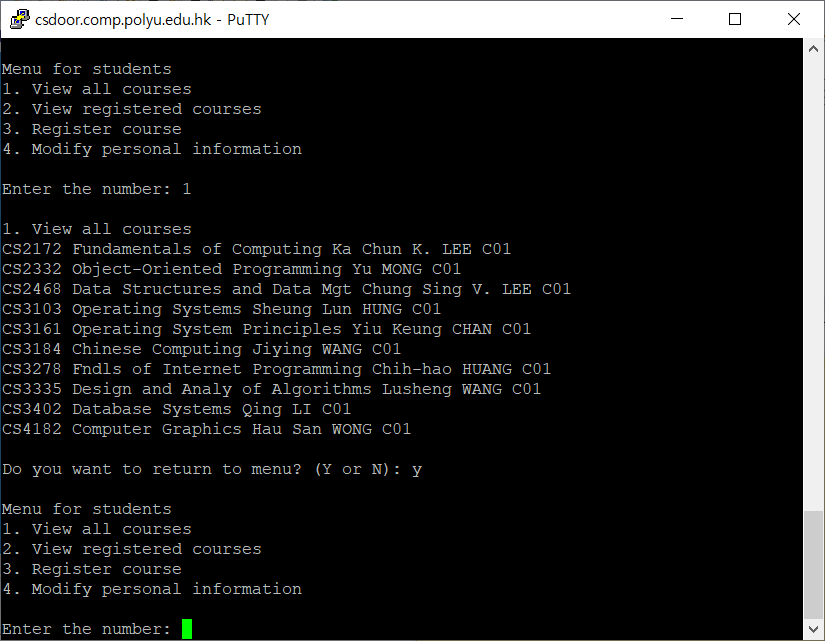 csdoor.comp.polyu.edu.hk - PuTTY
Menu for students
1. View all courses
2. View registered courses
3. Register course
4. Modify personal information
Enter the number: 1
1. View all courses
CS2172 Fundamentals of Computing Ka Chun K. LEE C01
CS2332 Object-Oriented Programming Yu MONG C01
CS2468 Data Structures and Data Mgt Chung Sing V. LEE C01
CS3103 Operating Systems Sheung Lun HUNG C01
CS3161 Operating System Principles Yiu Keung CHAN C01
CS3184 Chinese Computing Jiying WANG C01
CS3278 Fndls of Internet Programming Chih-hao HUANG C01
CS3335 Design and Analy of Algorithms Lusheng WANG C01
CS3402 Database Systems Qing LI C01
CS4182 Computer Graphics Hau San WONG C01
Do you want to return to menu? (Y or N): y
Menu for students
1. View all courses
2. View registered courses
3. Register course
4. Modify personal information
Enter the number: